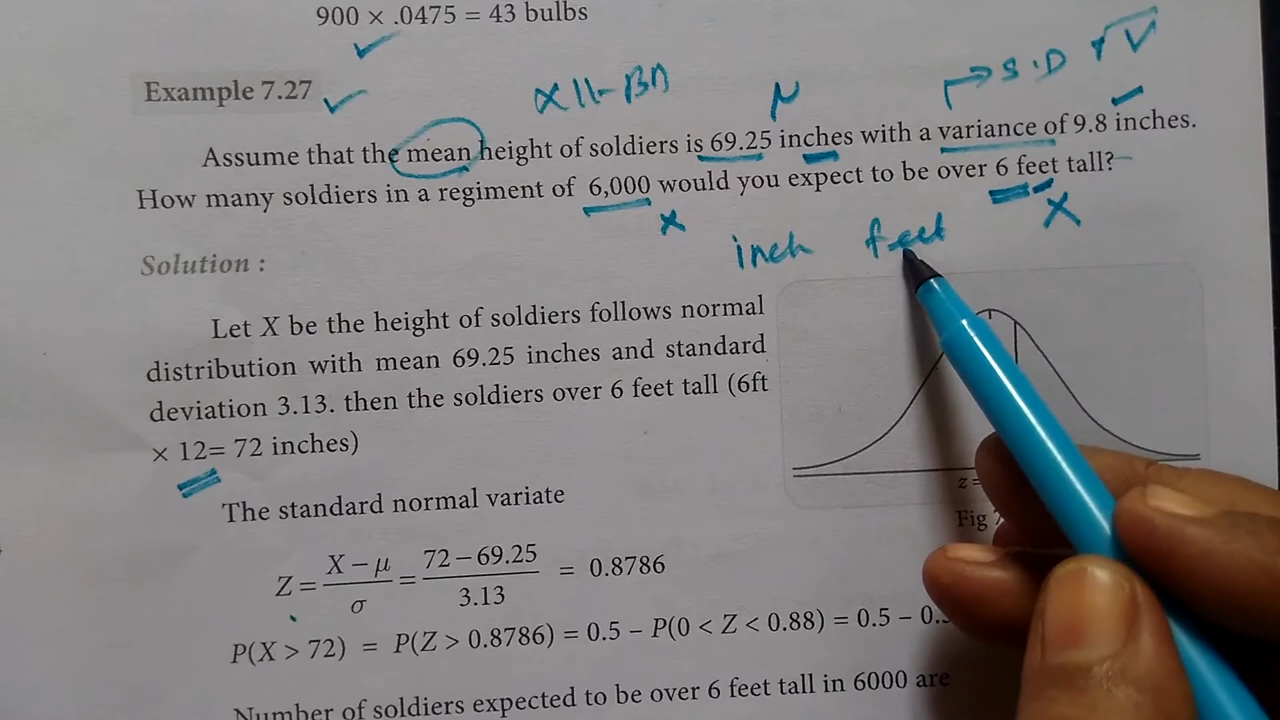 900 × .0475 = 43 bulbs
Example 7.27
XII-BM
μ
S.D √V
Assume that the mean height of soldiers is 69.25 inches with a variance of 9.8 inches.
How many soldiers in a regiment of 6,000 would you expect to be over 6 feet tall?
x
X
inch feet
Solution :
Let X be the height of soldiers follows normal
distribution with mean 69.25 inches and standard
deviation 3.13. then the soldiers over 6 feet tall (6ft
× 12= 72 inches)
z =
Fig
The standard normal variate
Z = X − μ / σ = 72 − 69.25 / 3.13 = 0.8786
P(X > 72) = P(Z > 0.8786) = 0.5 − P(0 < Z < 0.88) = 0.5 − 0.
Number of soldiers expected to be over 6 feet tall in 6000 are